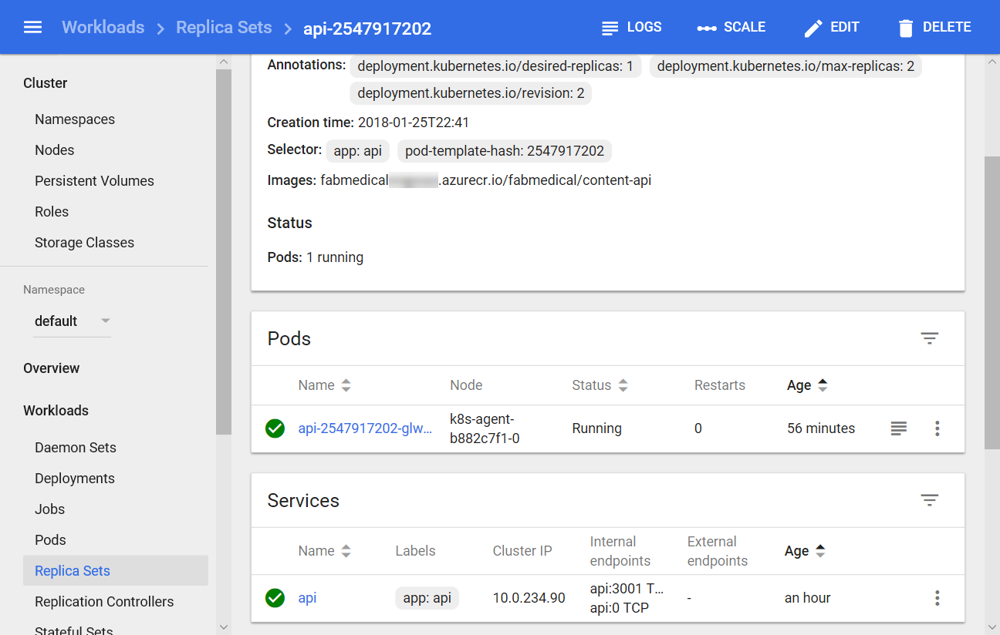 Workloads > Replica Sets > api-2547917202
LOGS SCALE EDIT DELETE
Cluster
Namespaces
Nodes
Persistent Volumes
Roles
Storage Classes
Namespace
default
Overview
Workloads
Daemon Sets
Deployments
Jobs
Pods
Replica Sets
Replication Controllers
Stateful Sets
Annotations: deployment.kubernetes.io/desired-replicas: 1 deployment.kubernetes.io/max-replicas: 2
deployment.kubernetes.io/revision: 2
Creation time: 2018-01-25T22:41
Selector: app: api pod-template-hash: 2547917202
Images: fabmedical .azurecr.io/fabmedical/content-api
Status
Pods: 1 running
Pods
Name Node Status Restarts Age
api-2547917202-glw... k8s-agent-b882c7f1-0 Running 0 56 minutes
Services
Name Labels Cluster IP Internal endpoints External endpoints Age
api app: api 10.0.234.90 api:3001 T... - an hour
api:0 TCP